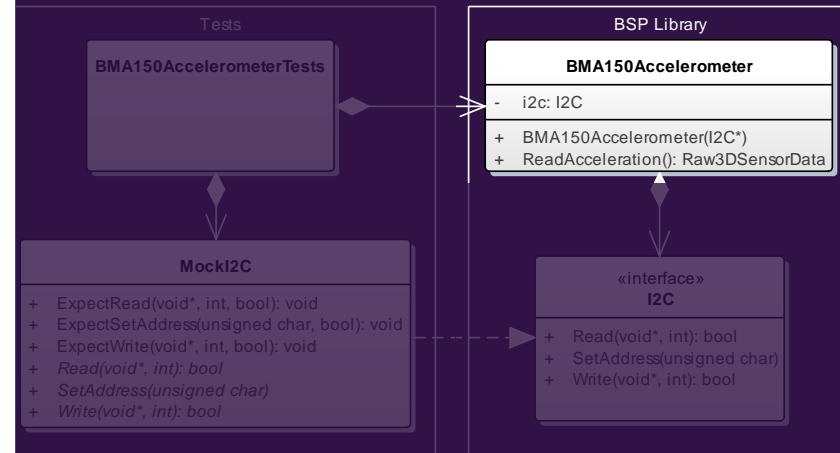 Tests
BMA150AccelerometerTests
MockI2C
+ ExpectRead(void*, int, bool): void
+ ExpectSetAddress(unsigned char, bool): void
+ ExpectWrite(void*, int, bool): void
+ Read(void*, int): bool
+ SetAddress(unsigned char)
+ Write(void*, int): bool
BSP Library
BMA150Accelerometer
- i2c: I2C
+ BMA150Accelerometer(I2C*)
+ ReadAcceleration(): Raw3DSensorData
«interface»
I2C
+ Read(void*, int): bool
+ SetAddress(unsigned char)
+ Write(void*, int): bool